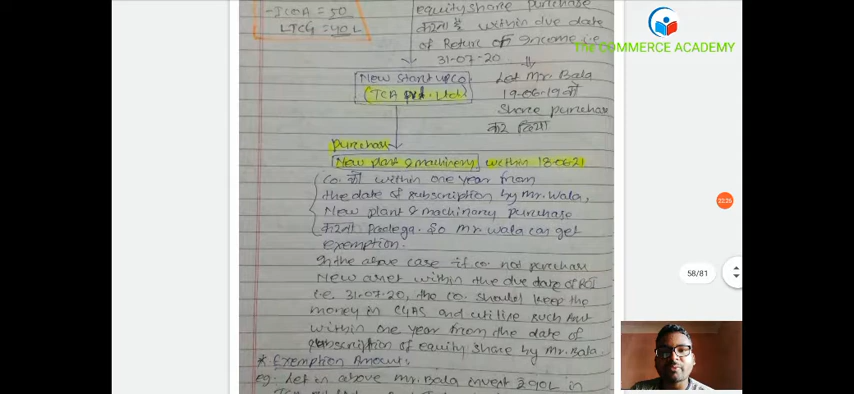 -ICOA = 50
LTCG = 40L
equity share purchase
करना है within due date
of Return of Income i.e
31-07-20
The COMMERCE ACADEMY
New Start up Co.
(TCA Pvt. Ltd)
Let Mr. Bala
19-06-19 को
Share purchase
कर लिया
purchase
New plant & machinery within 18-06-21
Co. को within one year from
the date of subscription by Mr. Wala,
New plant & machinary purchase
करना Padega. So Mr. Wala can get
exemption.
In the above case if co. not purchase
New asset within the due date of ROI
i.e. 31-07-20, the co. should keep the
money in CGAS and utilize such Amt
within one year from the date of
subscription of equity share by Mr. Bala.
* Exemption Amount:
eg: Let in above Mr. Bala invest ₹90L in
22:25
58/81